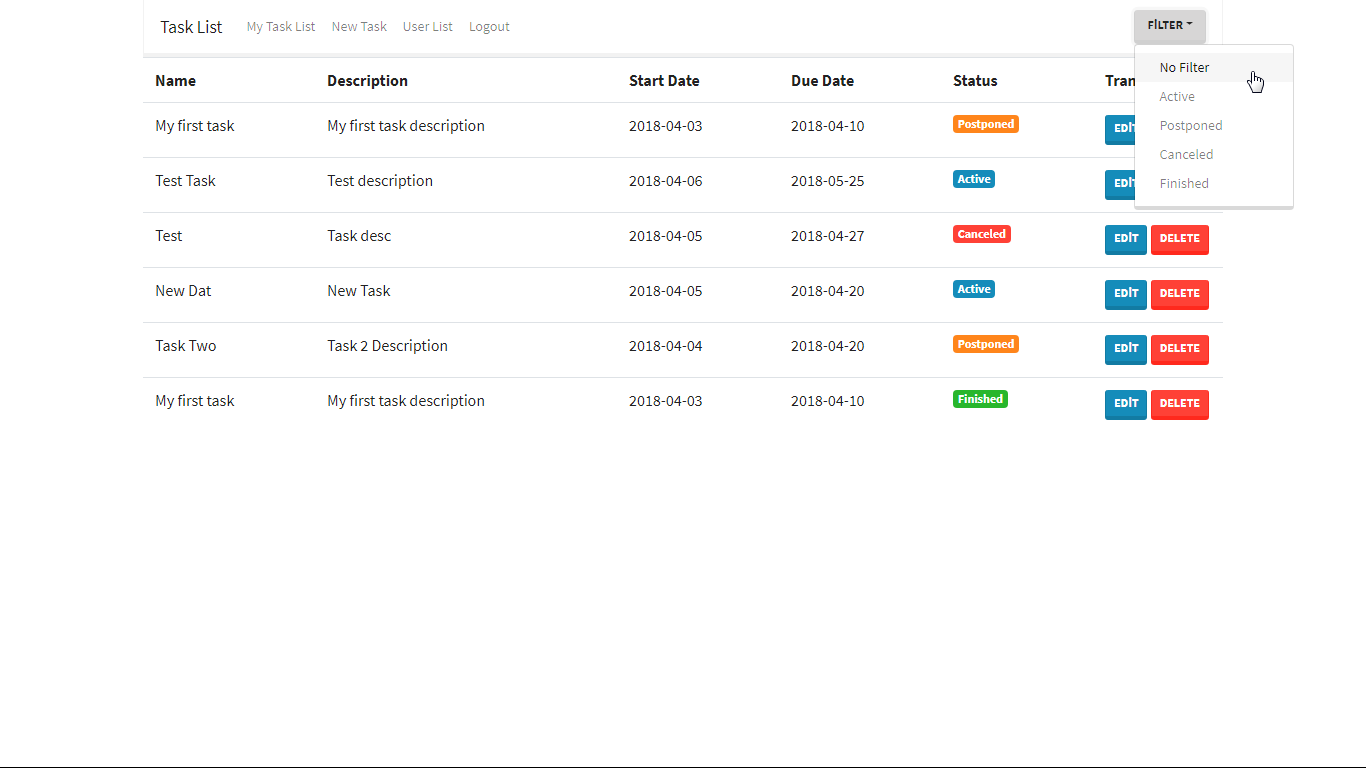 Task List My Task List New Task User List Logout FİLTER
No Filter
Active
Postponed
Canceled
Finished
Name Description Start Date Due Date Status Tran
My first task My first task description 2018-04-03 2018-04-10 Postponed EDİT
Test Task Test description 2018-04-06 2018-05-25 Active EDİT
Test Task desc 2018-04-05 2018-04-27 Canceled EDİT DELETE
New Dat New Task 2018-04-05 2018-04-20 Active EDİT DELETE
Task Two Task 2 Description 2018-04-04 2018-04-20 Postponed EDİT DELETE
My first task My first task description 2018-04-03 2018-04-10 Finished EDİT DELETE